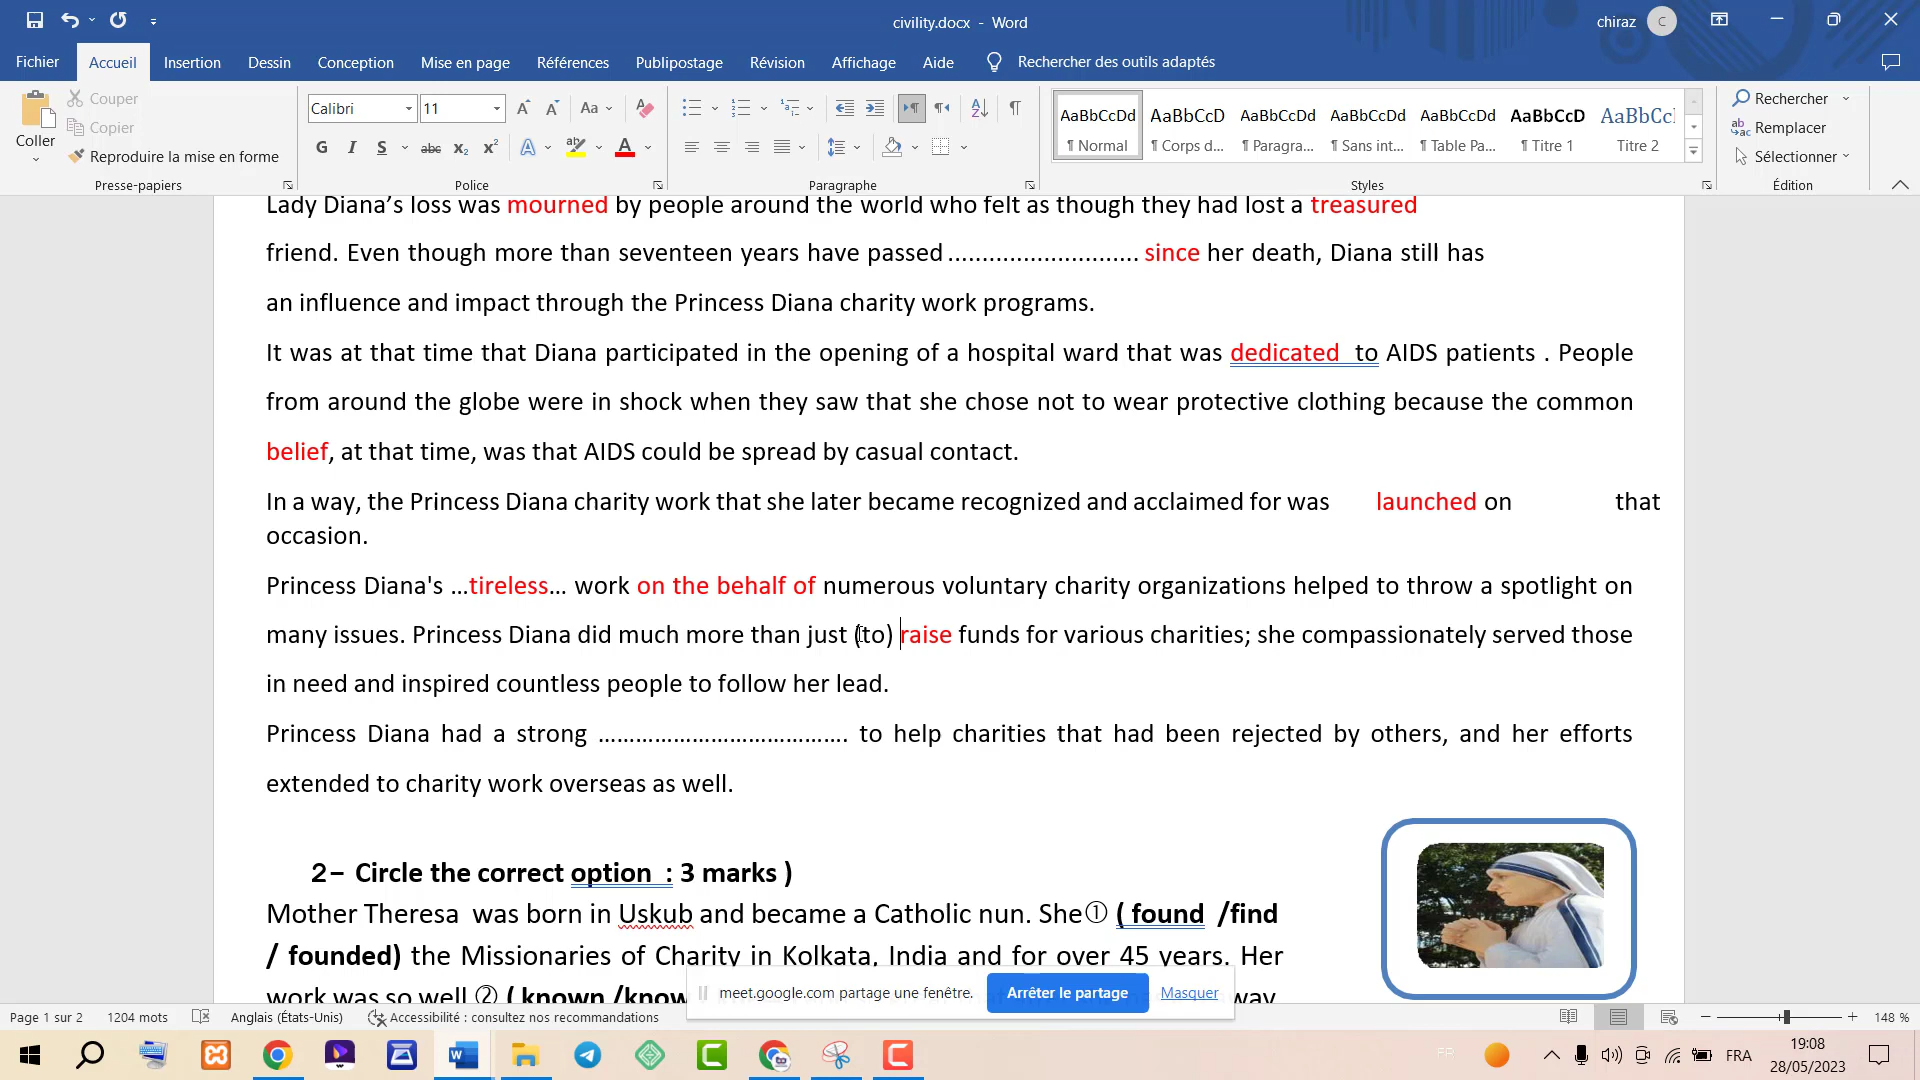 civility.docx - Word
chiraz
C
Fichier
Accueil
Insertion
Dessin
Conception
Mise en page
Références
Publipostage
Révision
Affichage
Aide
Rechercher des outils adaptés
Coller
Couper
Copier
Reproduire la mise en forme
Presse-papiers
Calibri
11
Police
Paragraphe
AaBbCcDd
¶ Normal
AaBbCcD
¶ Corps d...
AaBbCcDd
¶ Paragra...
AaBbCcDd
¶ Sans int...
AaBbCcDd
¶ Table Pa...
AaBbCcD
¶ Titre 1
AaBbCc
Titre 2
Styles
Rechercher
Remplacer
Sélectionner
Édition
Lady Diana’s loss was mourned by people around the world who felt as though they had lost a treasured
friend. Even though more than seventeen years have passed ............................ since her death, Diana still has
an influence and impact through the Princess Diana charity work programs.
It was at that time that Diana participated in the opening of a hospital ward that was dedicated to AIDS patients . People
from around the globe were in shock when they saw that she chose not to wear protective clothing because the common
belief, at that time, was that AIDS could be spread by casual contact.
In a way, the Princess Diana charity work that she later became recognized and acclaimed for was launched on that
occasion.
Princess Diana's …tireless… work on the behalf of numerous voluntary charity organizations helped to throw a spotlight on
many issues. Princess Diana did much more than just (to) raise funds for various charities; she compassionately served those
in need and inspired countless people to follow her lead.
Princess Diana had a strong …………………………………. to help charities that had been rejected by others, and her efforts
extended to charity work overseas as well.
2– Circle the correct option : 3 marks )
Mother Theresa was born in Uskub and became a Catholic nun. She① ( found /find
/ founded) the Missionaries of Charity in Kolkata, India and for over 45 years. Her
work was so well ② ( known /know
way
meet.google.com partage une fenêtre.
Arrêter le partage
Masquer
Page 1 sur 2
1204 mots
Anglais (États-Unis)
Accessibilité : consultez nos recommandations
148 %
FRA
19:08
28/05/2023